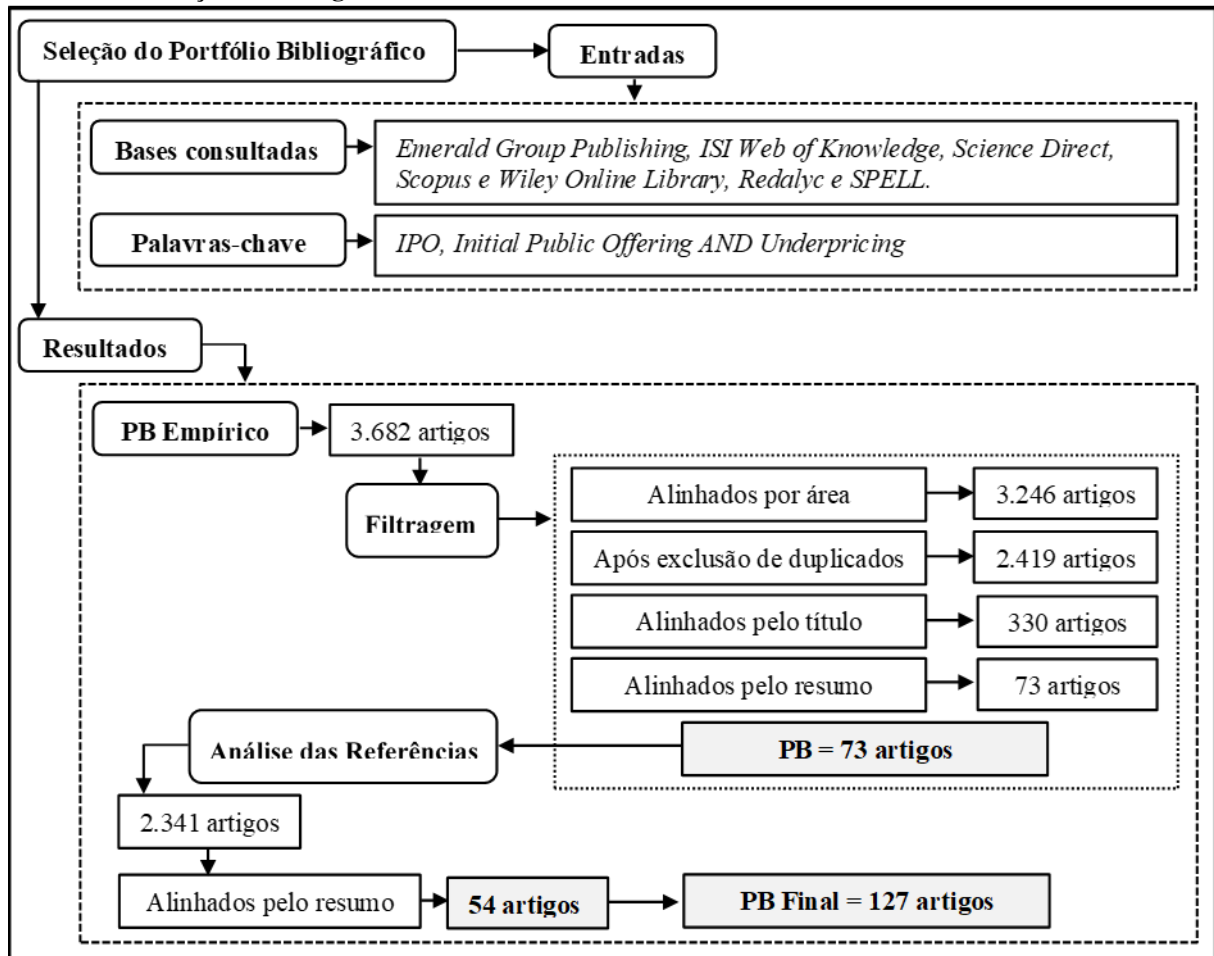 Seleção do Portfólio Bibliográfico
Entradas
Bases consultadas
Emerald Group Publishing, ISI Web of Knowledge, Science Direct,
Scopus e Wiley Online Library, Redalyc e SPELL.
Palavras-chave
IPO, Initial Public Offering AND Underpricing
Resultados
PB Empírico
3.682 artigos
Filtragem
Alinhados por área
3.246 artigos
Após exclusão de duplicados
2.419 artigos
Alinhados pelo título
330 artigos
Alinhados pelo resumo
73 artigos
PB = 73 artigos
Análise das Referências
2.341 artigos
Alinhados pelo resumo
54 artigos
PB Final = 127 artigos